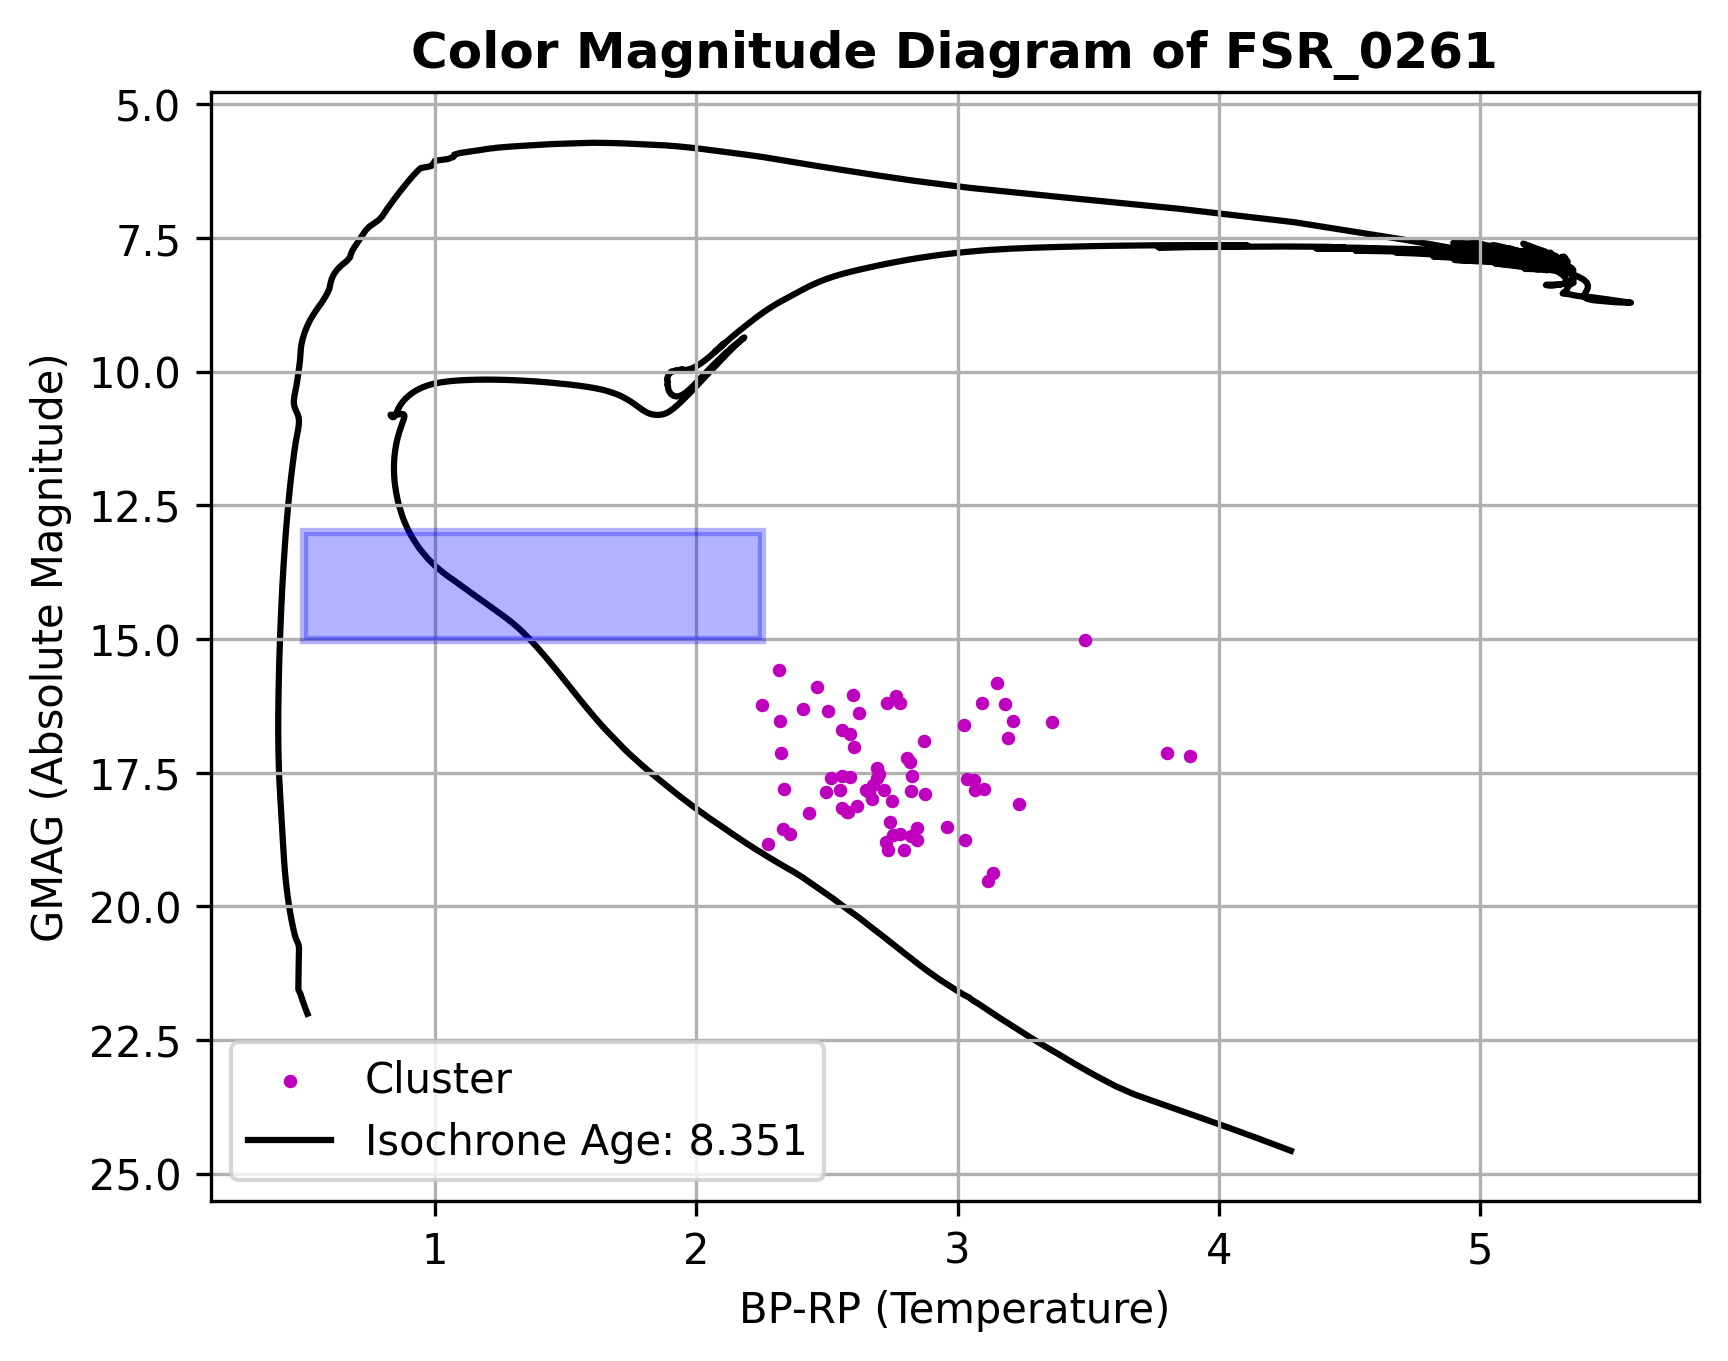 Color Magnitude Diagram of FSR_0261
5.0
7.5
10.0
12.5
15.0
17.5
20.0
22.5
25.0
GMAG (Absolute Magnitude)
Cluster
Isochrone Age: 8.351
1 2 3 4 5
BP-RP (Temperature)